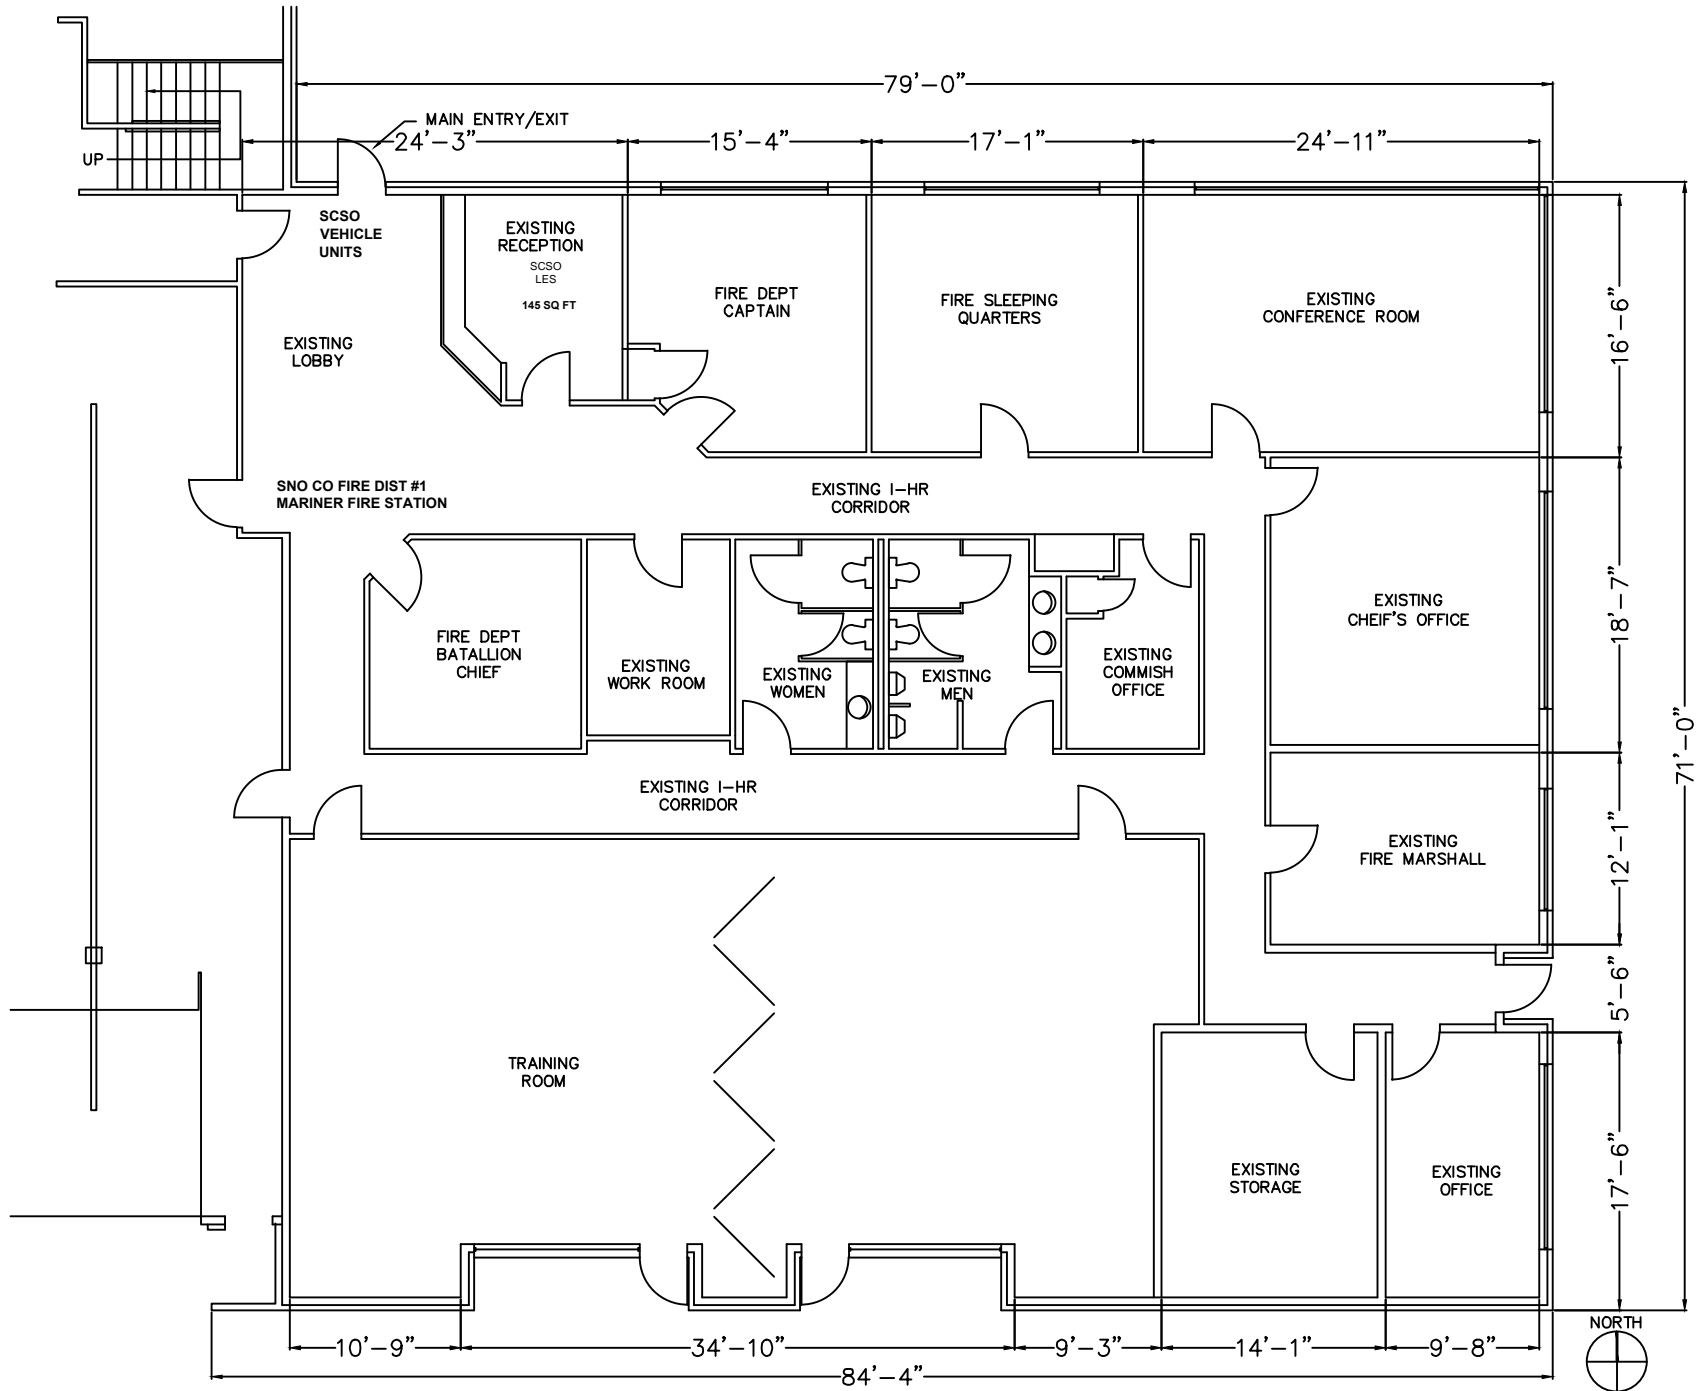 79'-0"
MAIN ENTRY/EXIT
24'-3"
15'-4"
17'-1"
24'-11"
UP
SCSO
VEHICLE
UNITS
EXISTING
RECEPTION
SCSO
LES
145 SQ FT
FIRE DEPT
CAPTAIN
FIRE SLEEPING
QUARTERS
EXISTING
CONFERENCE ROOM
16'-6"
EXISTING
LOBBY
SNO CO FIRE DIST #1
MARINER FIRE STATION
EXISTING 1-HR
CORRIDOR
FIRE DEPT
BATALLION
CHIEF
EXISTING
WORK ROOM
EXISTING
WOMEN
EXISTING
MEN
EXISTING
COMMISH
OFFICE
EXISTING
CHEIF'S OFFICE
18'-7"
71'-0"
EXISTING 1-HR
CORRIDOR
EXISTING
FIRE MARSHALL
12'-1"
5'-6"
TRAINING
ROOM
EXISTING
STORAGE
EXISTING
OFFICE
17'-6"
NORTH
10'-9"
34'-10"
9'-3"
14'-1"
9'-8"
84'-4"